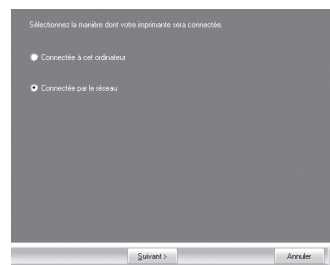 Sélectionnez la manière dont votre imprimante sera connectée.
Connectée à cet ordinateur
Connectée par le réseau
Suivant >
Annuler